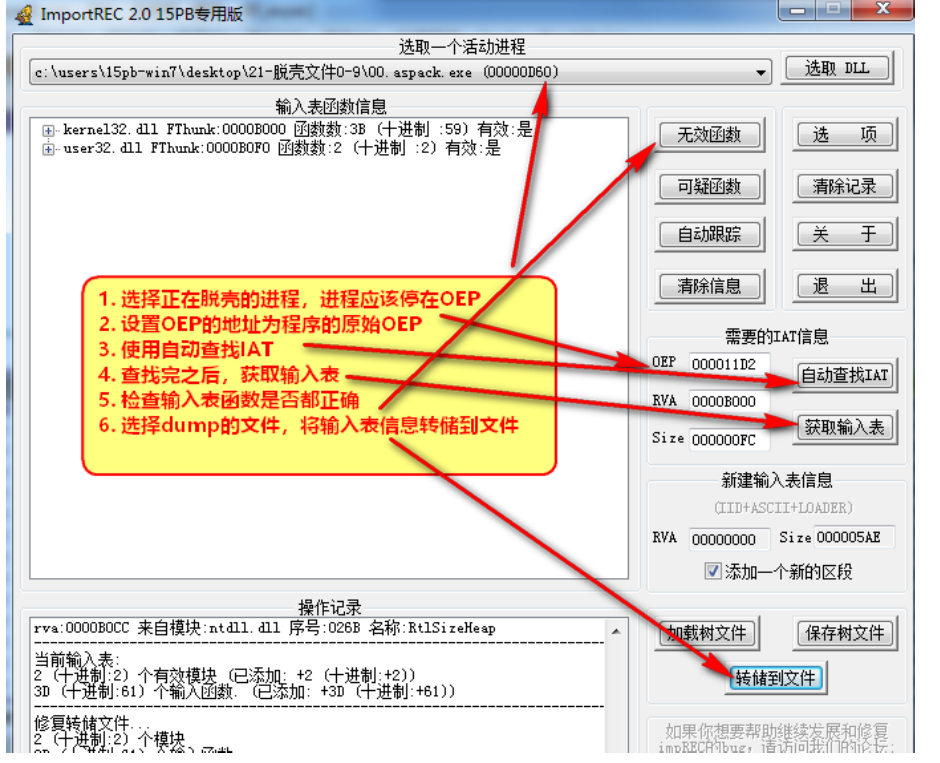 ImportREC 2.0 15PB专用版
选取一个活动进程
c:\users\15pb-win7\desktop\21-脱壳文件0-9\00.aspack.exe (00000D60)
选取 DLL
输入表函数信息
kernel32.dll FThunk:0000B000 函数数:3B (十进制 :59) 有效:是
user32.dll FThunk:0000B0F0 函数数:2 (十进制 :2) 有效:是
无效函数
选 项
可疑函数
清除记录
自动跟踪
关 于
清除信息
退 出
1. 选择正在脱壳的进程，进程应该停在OEP
2. 设置OEP的地址为程序的原始OEP
3. 使用自动查找IAT
4. 查找完之后，获取输入表
5. 检查输入表函数是否都正确
6. 选择dump的文件，将输入表信息转储到文件
需要的IAT信息
OEP 000011D2
自动查找IAT
RVA 0000B000
Size 000000FC
获取输入表
新建输入表信息
(IID+ASCII+LOADER)
RVA 00000000 Size 000005AE
添加一个新的区段
操作记录
rva:0000B0CC 来自模块:ntdll.dll 序号:026B 名称:RtlSizeHeap
当前输入表:
2 (十进制:2) 个有效模块 (已添加: +2 (十进制:+2))
3D (十进制:61) 个输入函数. (已添加: +3D (十进制:+61))
修复转储文件...
2 (十进制:2) 个模块
3D (十进制:61) 个输入函数
加载树文件
保存树文件
转储到文件
如果你想要帮助继续发展和修复
impREC的bug，请访问我们的论坛: